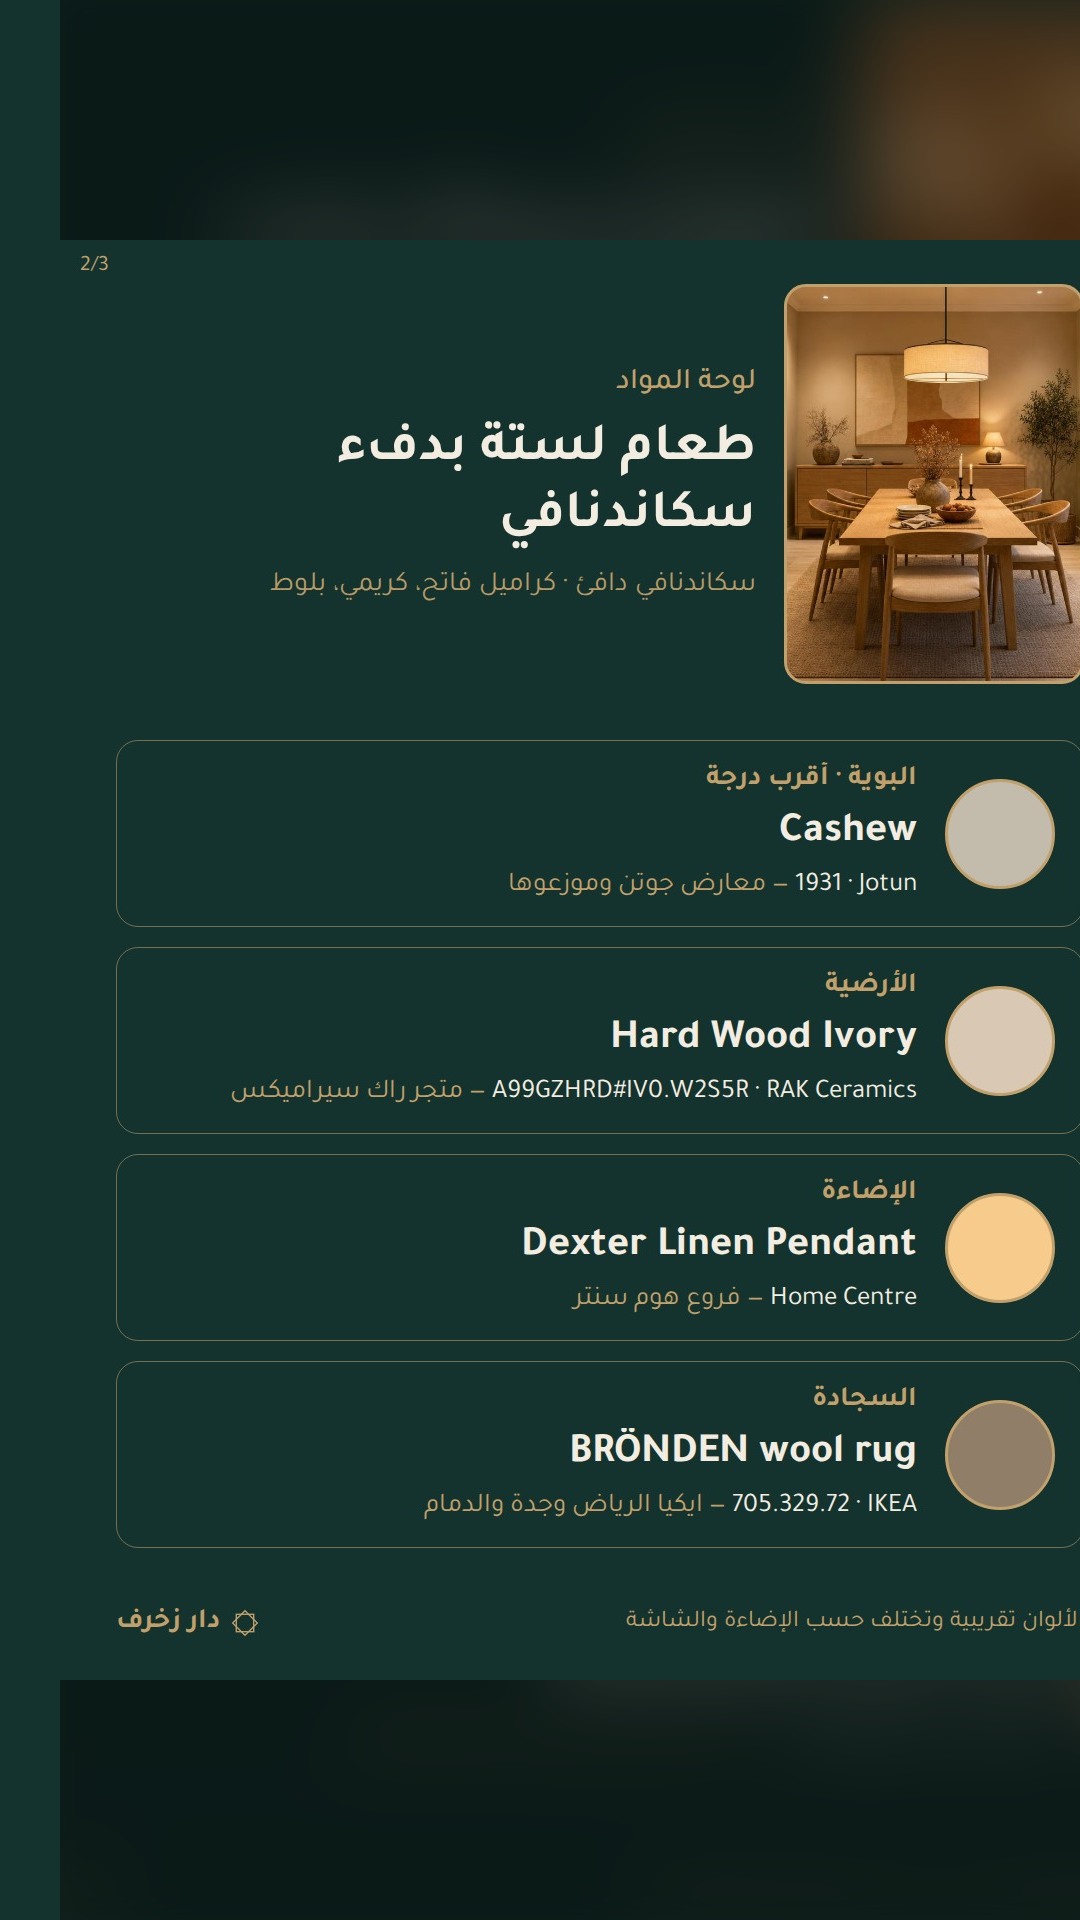 2/3
لوحة المواد
طعام لستة بدفء
سكاندنافي
سكاندنافي دافئ · كراميل فاتح، كريمي، بلوط
البوية · أقرب درجة
Cashew
Jotun · 1931 – معارض جوتن وموزعوها
الأرضية
Hard Wood Ivory
RAK Ceramics · A99GZHRD#IV0.W2S5R – متجر راك سيراميكس
الإضاءة
Dexter Linen Pendant
Home Centre – فروع هوم سنتر
السجادة
BRÖNDEN wool rug
IKEA · 705.329.72 – ايكيا الرياض وجدة والدمام
لألوان تقريبية وتختلف حسب الإضاءة والشاشة
دار زخرف